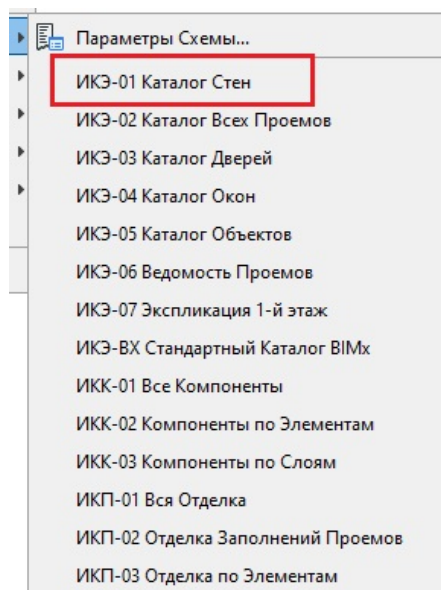 Параметры Схемы...
ИКЭ-01 Каталог Стен
ИКЭ-02 Каталог Всех Проемов
ИКЭ-03 Каталог Дверей
ИКЭ-04 Каталог Окон
ИКЭ-05 Каталог Объектов
ИКЭ-06 Ведомость Проемов
ИКЭ-07 Экспликация 1-й этаж
ИКЭ-BX Стандартный Каталог BIMx
ИКК-01 Все Компоненты
ИКК-02 Компоненты по Элементам
ИКК-03 Компоненты по Слоям
ИКП-01 Вся Отделка
ИКП-02 Отделка Заполнений Проемов
ИКП-03 Отделка по Элементам